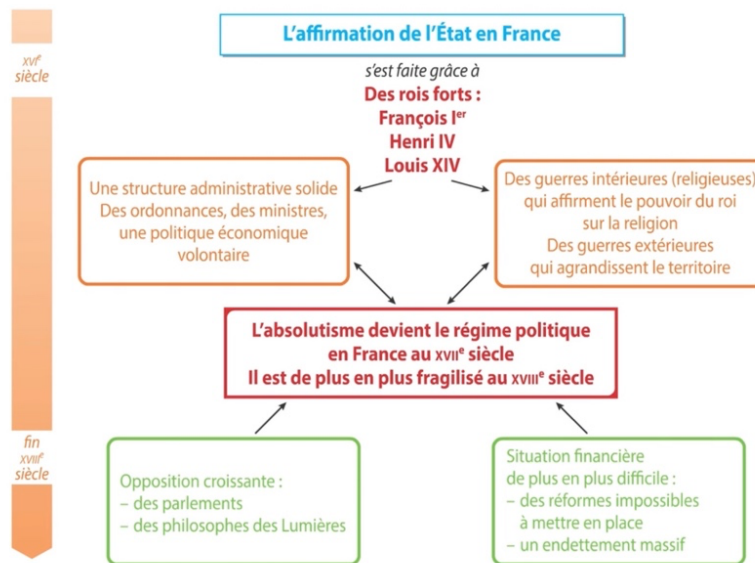 L'affirmation de l'État en France
XVIe
siècle
s'est faite grâce à
Des rois forts :
François Ier
Henri IV
Louis XIV
Une structure administrative solide
Des ordonnances, des ministres,
une politique économique
volontaire
Des guerres intérieures (religieuses)
qui affirment le pouvoir du roi
sur la religion
Des guerres extérieures
qui agrandissent le territoire
L'absolutisme devient le régime politique
en France au XVIIe siècle
Il est de plus en plus fragilisé au XVIIIe siècle
fin
XVIIIe
siècle
Opposition croissante :
– des parlements
– des philosophes des Lumières
Situation financière
de plus en plus difficile :
– des réformes impossibles
à mettre en place
– un endettement massif